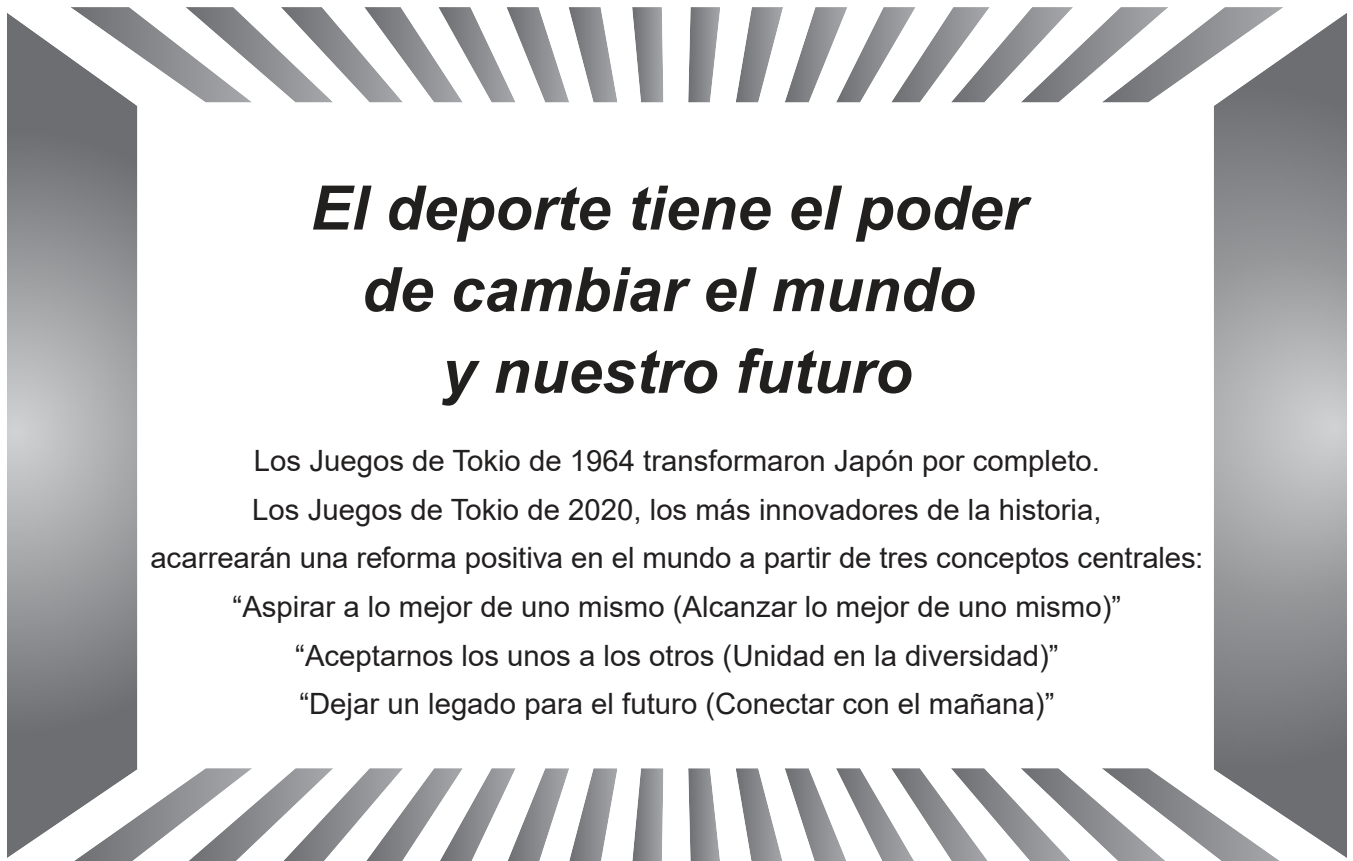 El deporte tiene el poder
de cambiar el mundo
y nuestro futuro
Los Juegos de Tokio de 1964 transformaron Japón por completo.
Los Juegos de Tokio de 2020, los más innovadores de la historia,
acarrearán una reforma positiva en el mundo a partir de tres conceptos centrales:
“Aspirar a lo mejor de uno mismo (Alcanzar lo mejor de uno mismo)”
“Aceptarnos los unos a los otros (Unidad en la diversidad)”
“Dejar un legado para el futuro (Conectar con el mañana)”